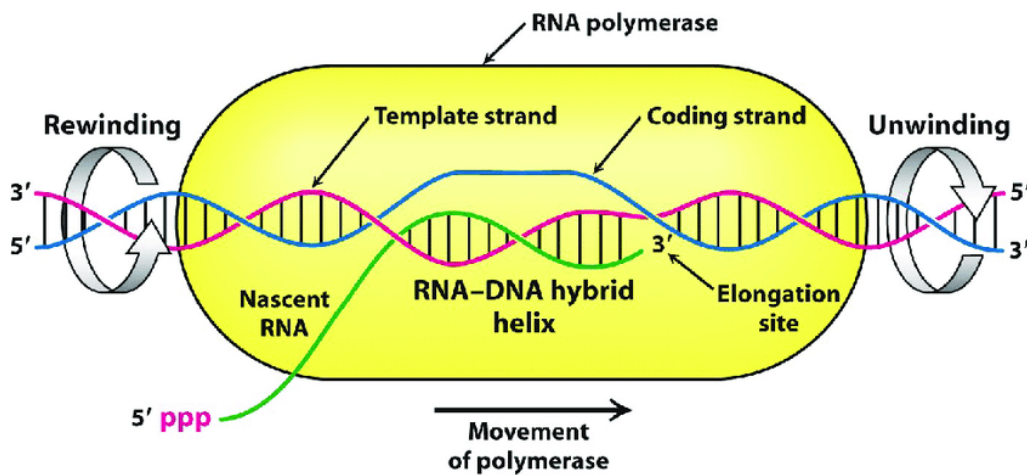 RNA polymerase
Rewinding
Template strand
Coding strand
Unwinding
3′
5′
5′
3′
3′
Nascent
RNA
RNA–DNA hybrid
helix
Elongation
site
5′ ppp
Movement
of polymerase